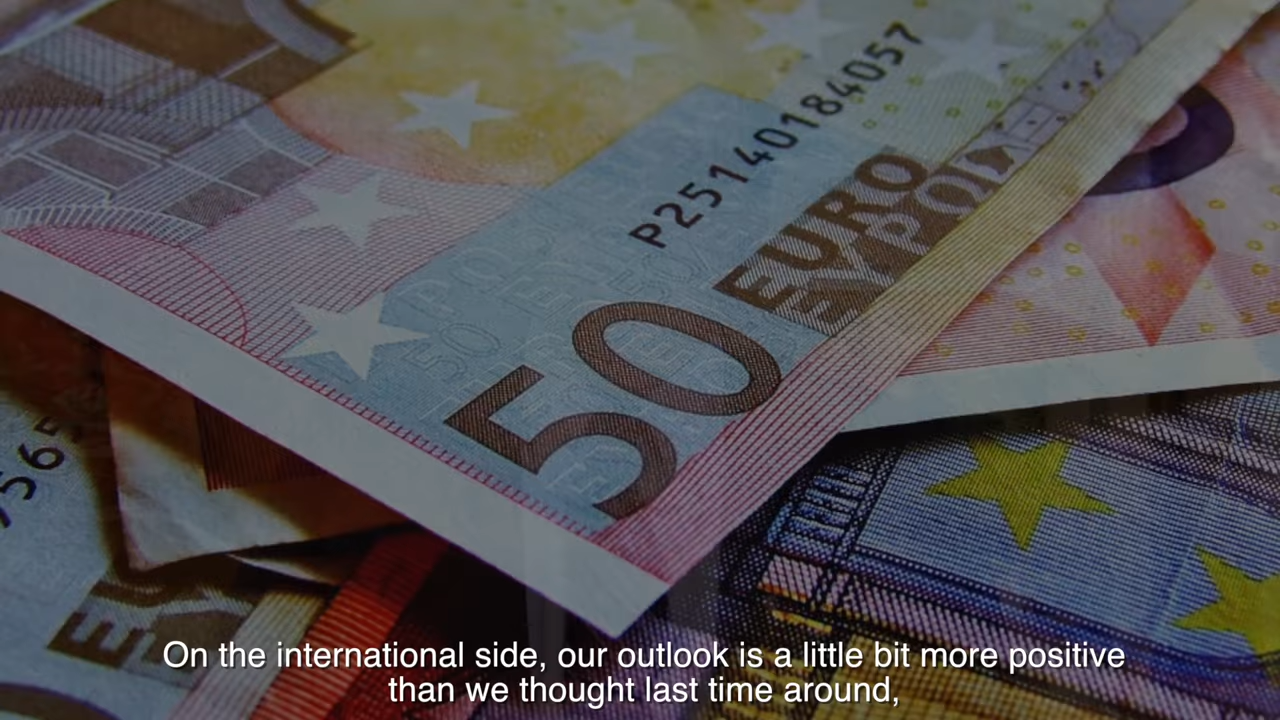 P25140184057
EURO
ΕΥΡΩ
50
On the international side, our outlook is a little bit more positive
than we thought last time around,